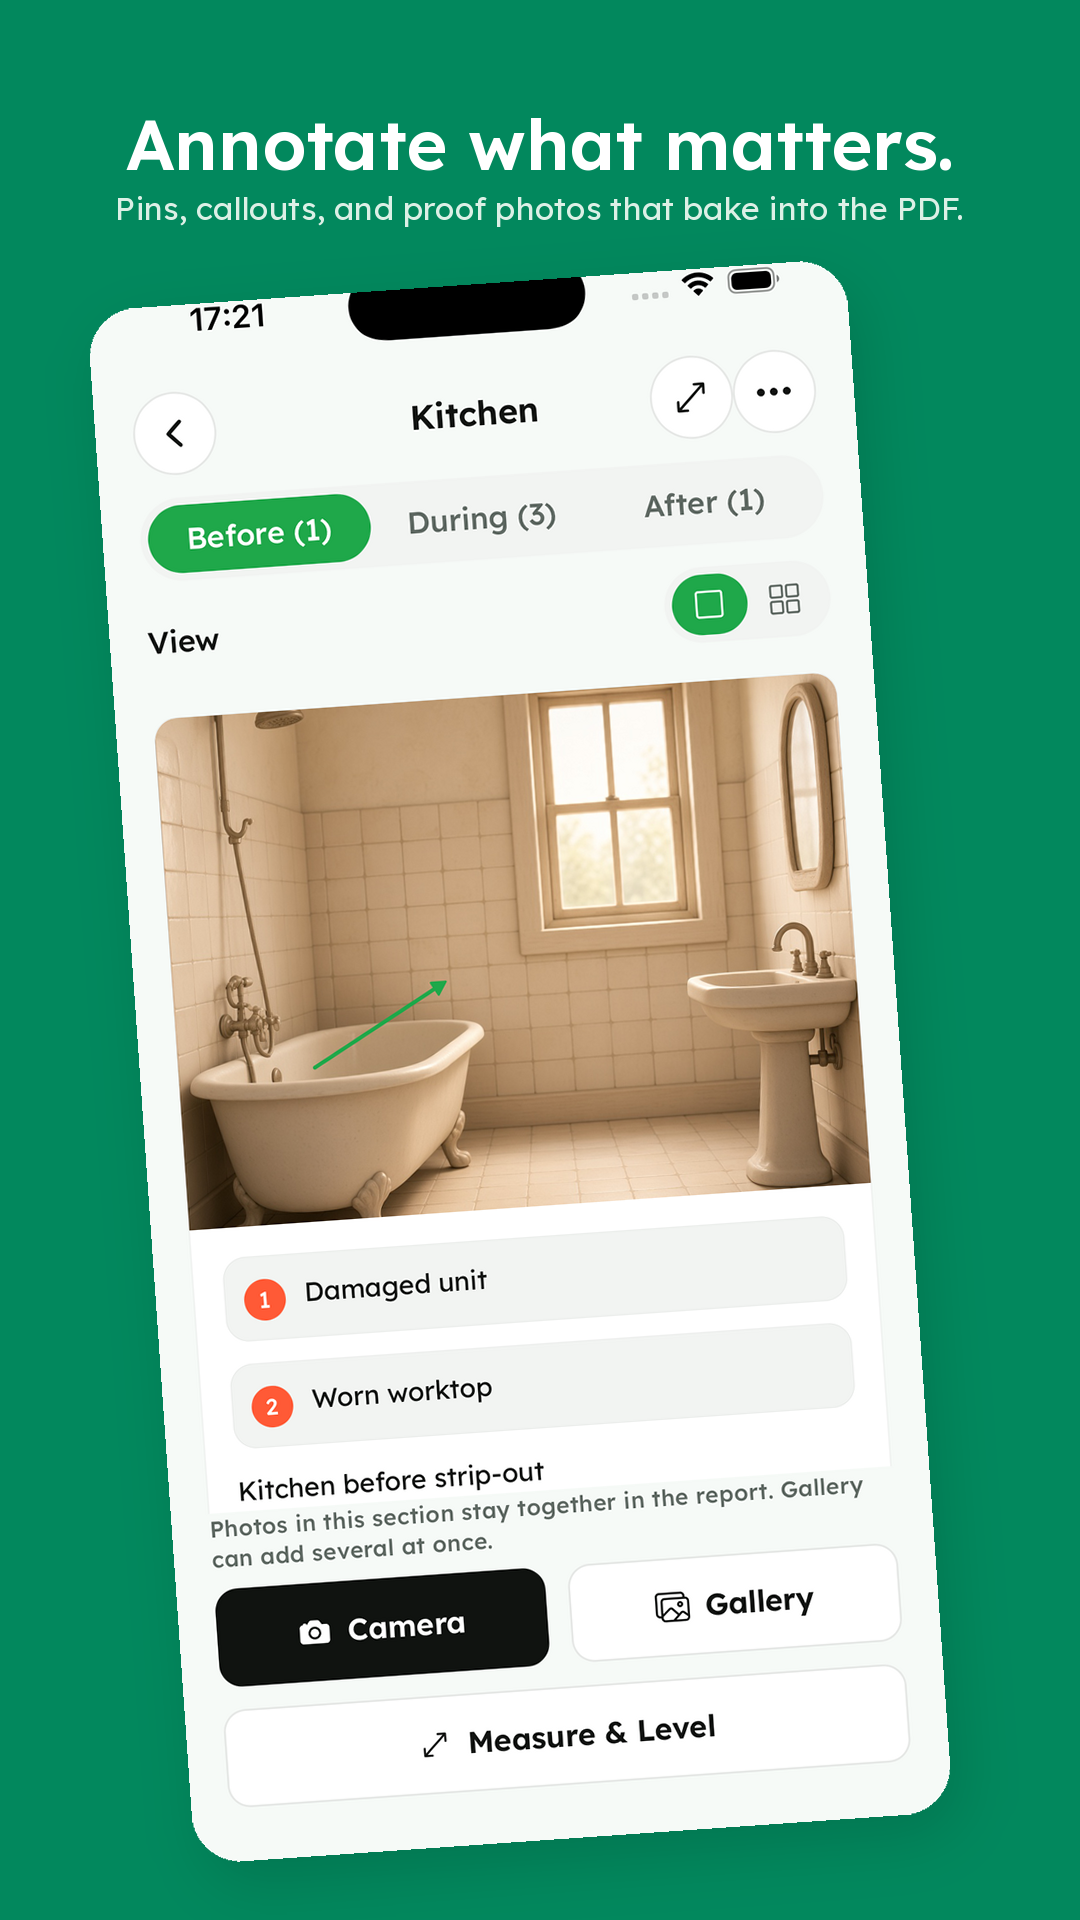 Annotate what matters.
Pins, callouts, and proof photos that bake into the PDF.
17:21
Kitchen
Before (1)
During (3)
After (1)
View
1 Damaged unit
2 Worn worktop
Kitchen before strip-out
Photos in this section stay together in the report. Gallery
can add several at once.
Camera
Gallery
Measure & Level